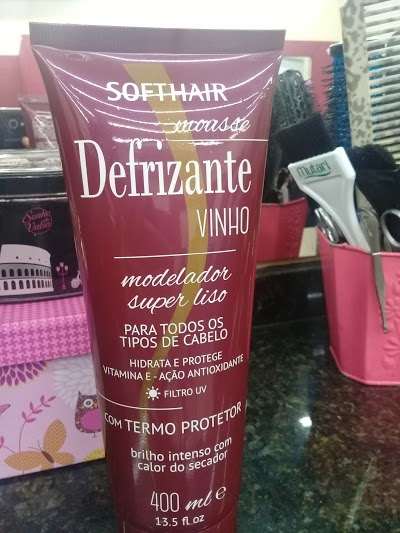 SOFTHAIR
mousse
Defrizante
VINHO
modelador
super liso
PARA TODOS OS
TIPOS DE CABELO
HIDRATA E PROTEGE
VITAMINA E - AÇÃO ANTIOXIDANTE
FILTRO UV
COM TERMO PROTETOR
brilho intenso com
calor do secador
400 ml e
13.5 fl oz